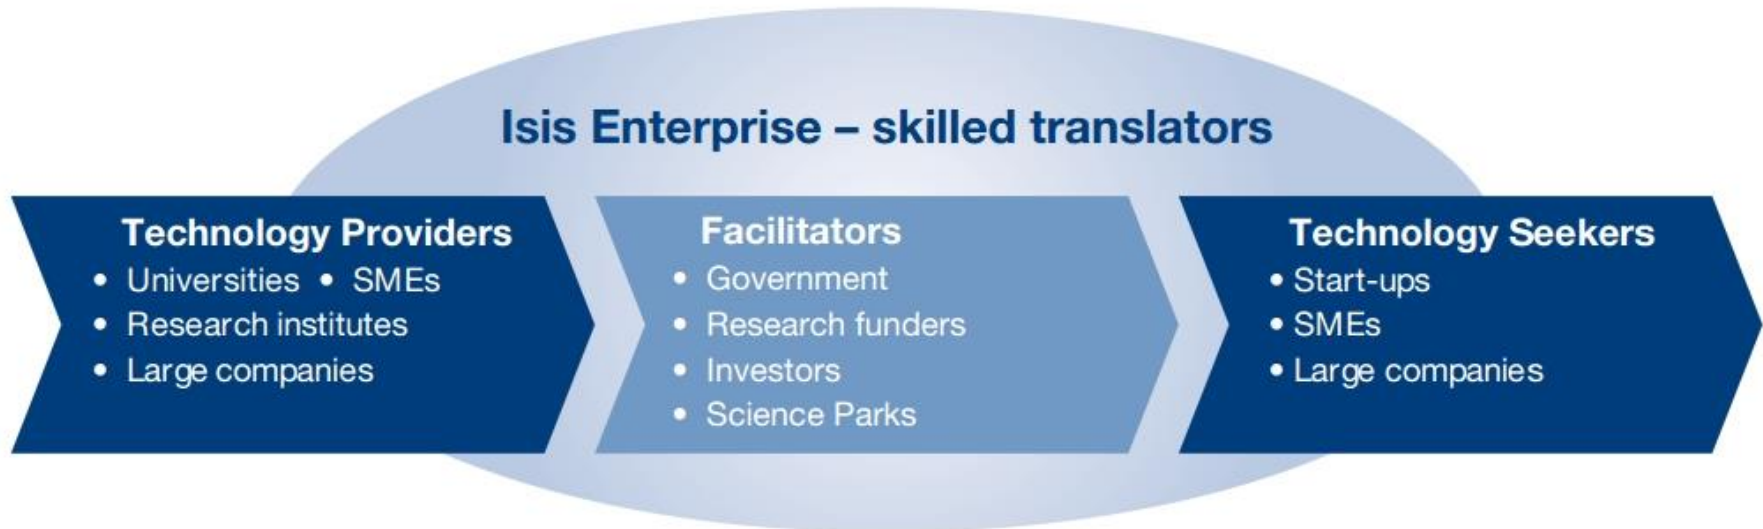 Isis Enterprise – skilled translators
Technology Providers
• Universities • SMEs
• Research institutes
• Large companies
Facilitators
• Government
• Research funders
• Investors
• Science Parks
Technology Seekers
• Start-ups
• SMEs
• Large companies